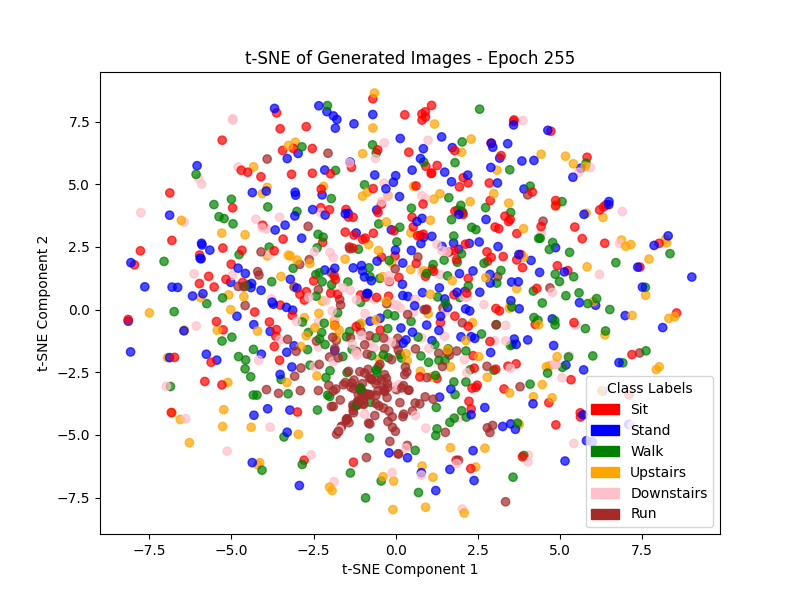 t-SNE of Generated Images - Epoch 255
t-SNE Component 2
7.5
5.0
2.5
0.0
−2.5
−5.0
−7.5
Class Labels
Sit
Stand
Walk
Upstairs
Downstairs
Run
−7.5 −5.0 −2.5 0.0 2.5 5.0 7.5
t-SNE Component 1